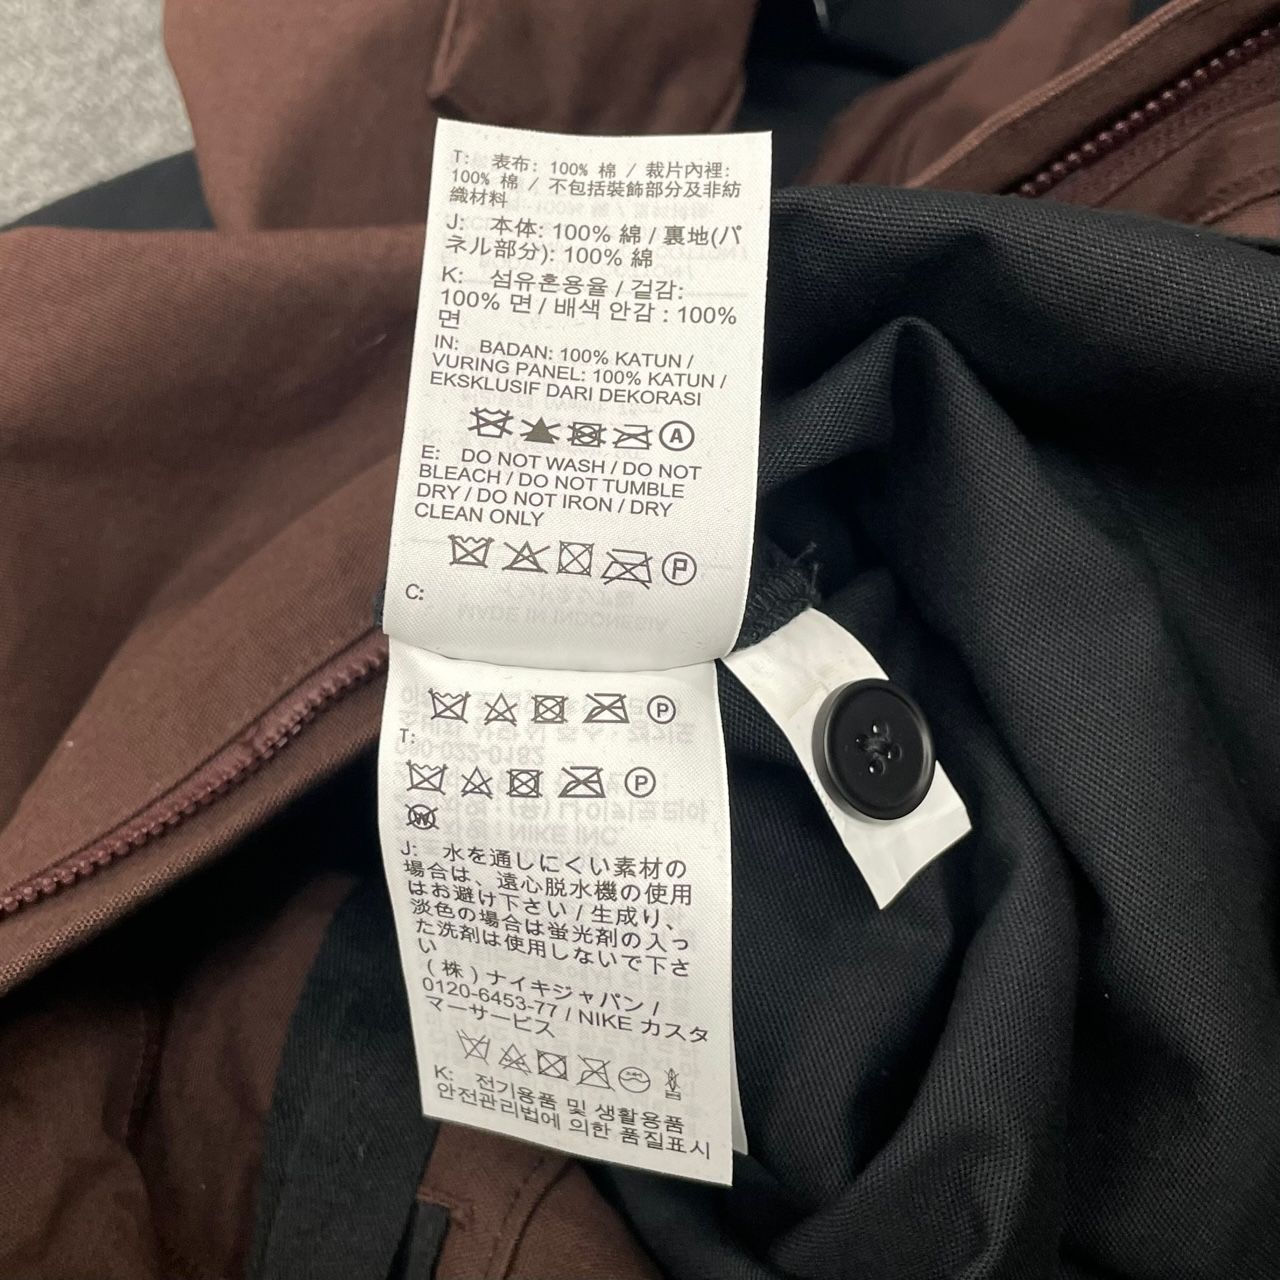 T: 表布: 100% 棉 / 裁片內裡:
100% 棉 / 不包括裝飾部分及非紡
織材料
J: 本体: 100% 綿 / 裏地(パ
ネル部分): 100% 綿
K: 섬유혼용율 / 겉감:
100% 면 / 배색 안감 : 100%
면
IN: BADAN: 100% KATUN /
VURING PANEL: 100% KATUN /
EKSKLUSIF DARI DEKORASI
A
E: DO NOT WASH / DO NOT
BLEACH / DO NOT TUMBLE
DRY / DO NOT IRON / DRY
CLEAN ONLY
P
C:
P
T:
P
W
J: 水を通しにくい素材の
場合は、遠心脱水機の使用
はお避け下さい / 生成り、
淡色の場合は蛍光剤の入っ
た洗剤は使用しないで下さ
い
(株) ナイキジャパン /
0120-6453-77 / NIKE カスタ
マーサービス
K: 전기용품 및 생활용품
안전관리법에 의한 품질표시